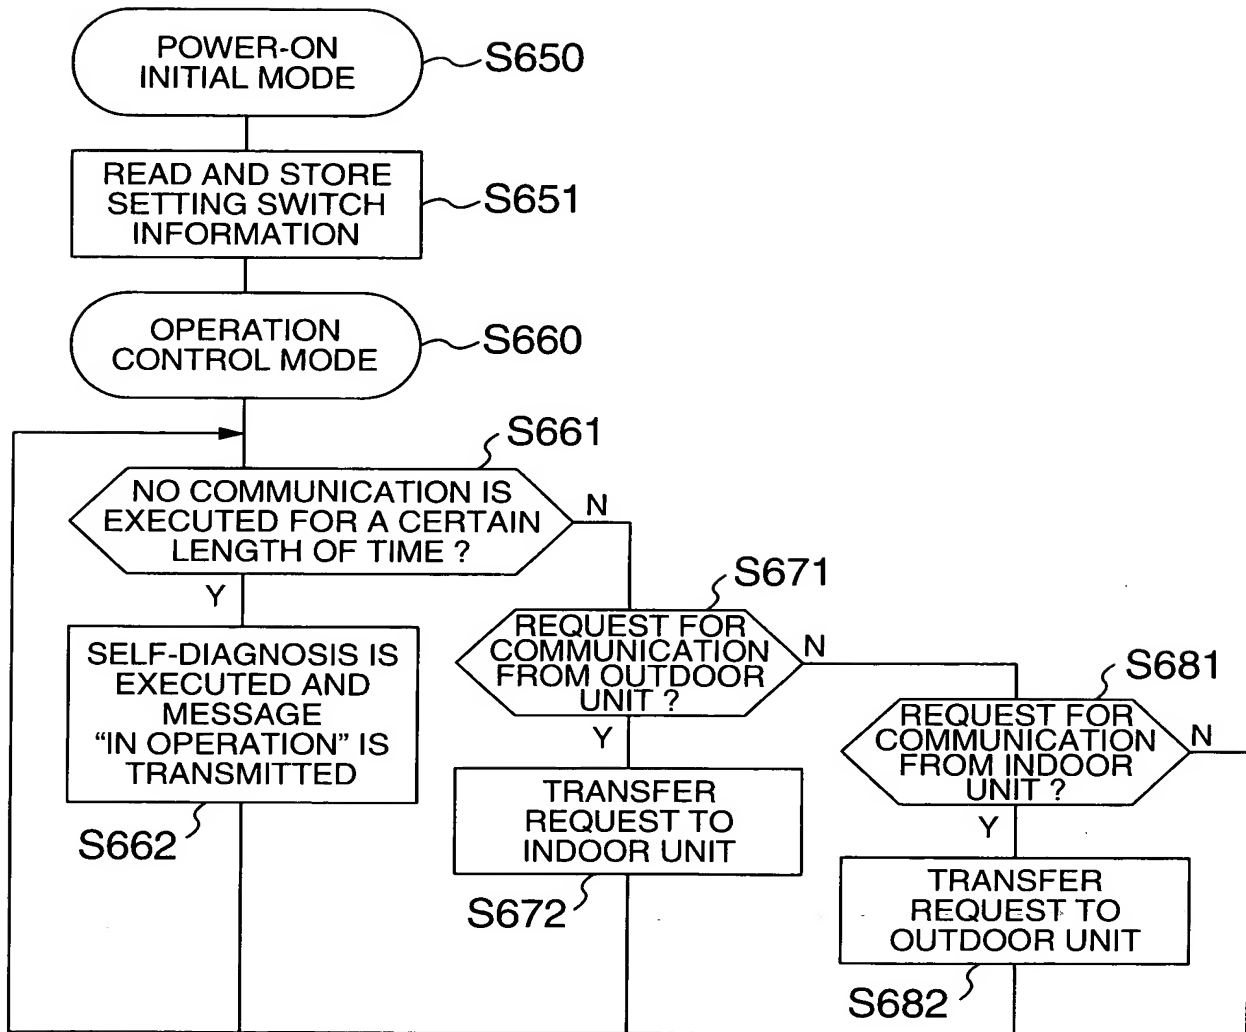 POWER-ON
INITIAL MODE
S650
READ AND STORE
SETTING SWITCH
INFORMATION
S651
OPERATION
CONTROL MODE
S660
S661
NO COMMUNICATION IS
EXECUTED FOR A CERTAIN
LENGTH OF TIME ?
N
Y
S671
REQUEST FOR
COMMUNICATION
FROM OUTDOOR
UNIT ?
N
Y
SELF-DIAGNOSIS IS
EXECUTED AND
MESSAGE
“IN OPERATION” IS
TRANSMITTED
S662
S681
REQUEST FOR
COMMUNICATION
FROM INDOOR
UNIT ?
N
Y
TRANSFER
REQUEST TO
INDOOR UNIT
S672
TRANSFER
REQUEST TO
OUTDOOR UNIT
S682